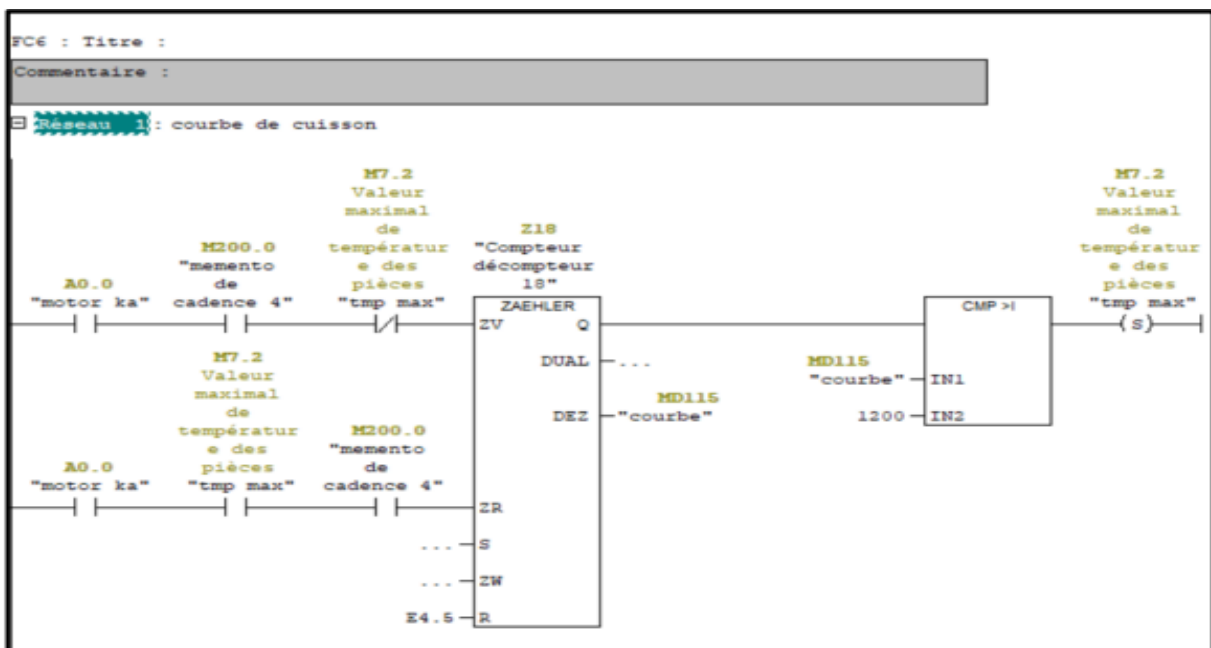 FC6 : Titre :
Commentaire :
Réseau 1 : courbe de cuisson
M7.2
Valeur
maximal
de
températur
e des
pièces
"tmp max"
M7.2
Valeur
maximal
de
températur
e des
pièces
"tmp max"
Z18
"Compteur
décompteur
18"
M200.0
"memento
de
cadence 4"
A0.0
"motor ka"
ZAEHLER
CMP >I
ZV
Q
DUAL
...
MD115
"courbe"
IN1
MD115
DEZ
"courbe"
1200
IN2
M7.2
Valeur
maximal
de
températur
e des
pièces
"tmp max"
M200.0
"memento
de
cadence 4"
A0.0
"motor ka"
(S)
ZR
... S
... ZW
E4.5 R